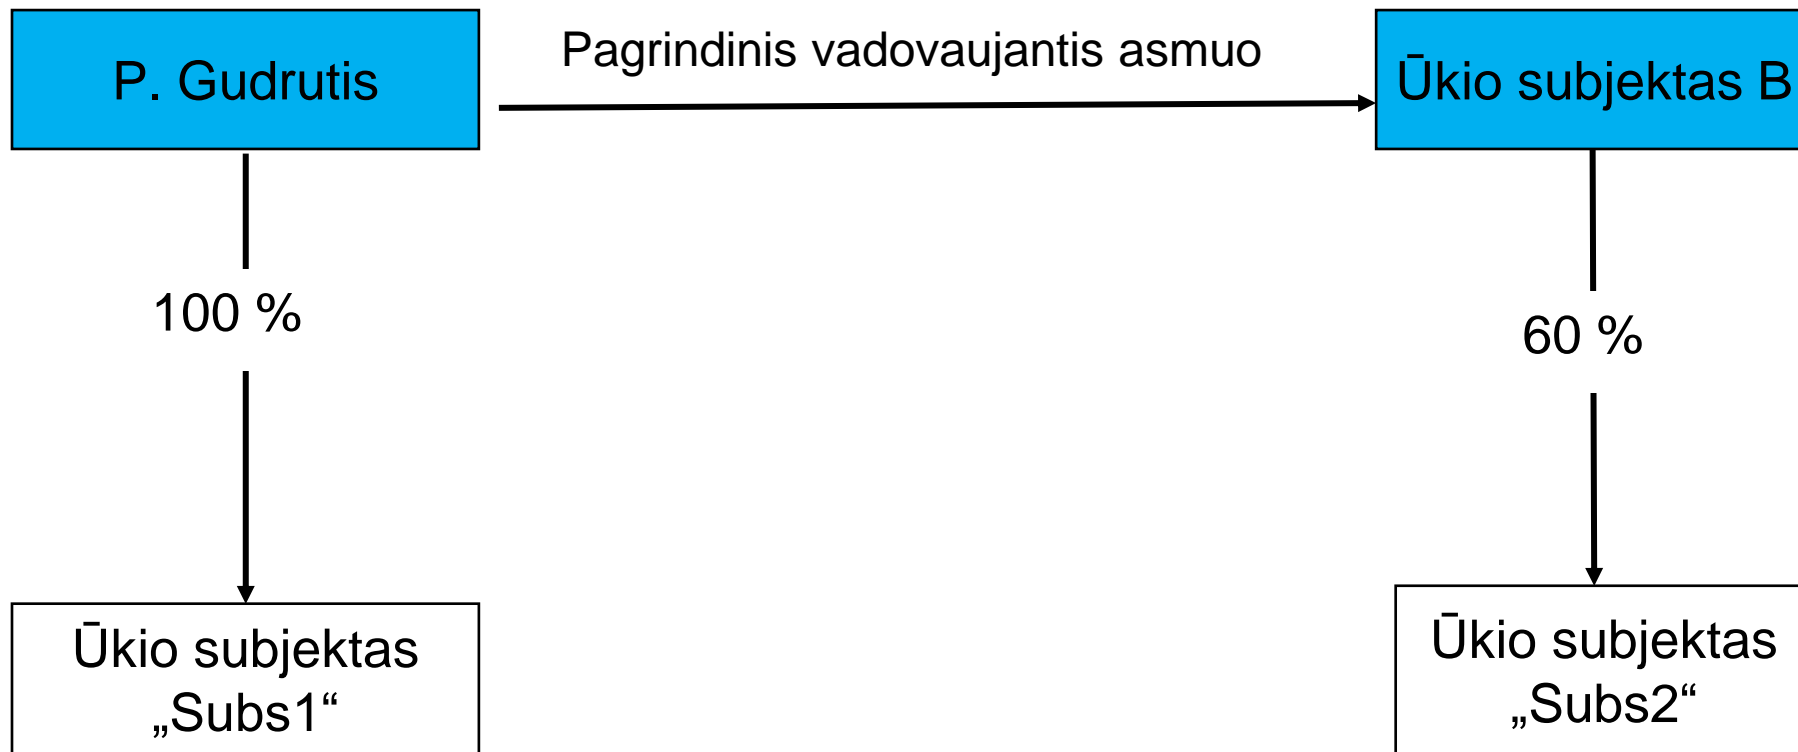 P. Gudrutis
Pagrindinis vadovaujantis asmuo
Ūkio subjektas B
100 %
60 %
Ūkio subjektas
„Subs1“
Ūkio subjektas
„Subs2“